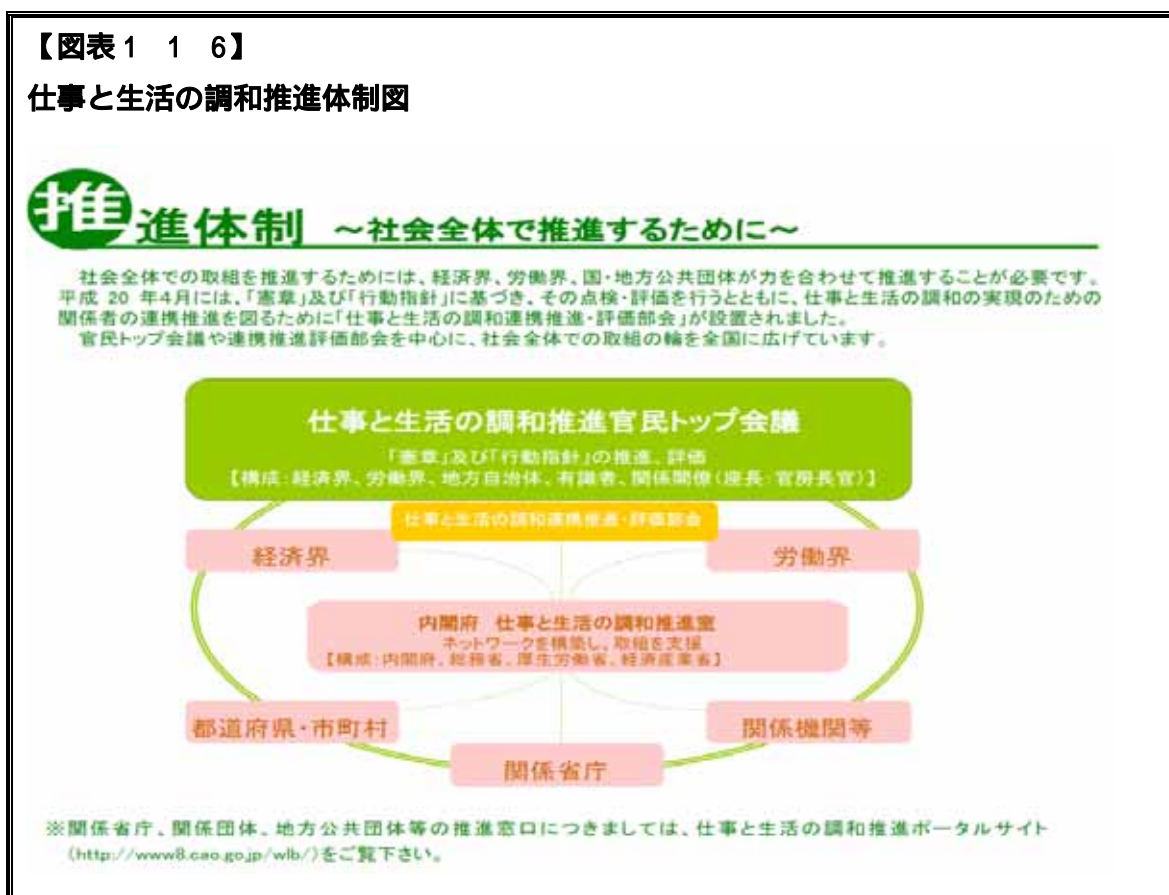 【図表１　１　６】
仕事と生活の調和推進体制図
推進体制 ～社会全体で推進するために～
社会全体での取組を推進するためには、経済界、労働界、国・地方公共団体が力を合わせて推進することが必要です。
平成 20 年4月には、「憲章」及び「行動指針」に基づき、その点検・評価を行うとともに、仕事と生活の調和の実現のための
関係者の連携推進を図るために「仕事と生活の調和連携推進・評価部会」が設置されました。
官民トップ会議や連携推進評価部会を中心に、社会全体での取組の輪を全国に広げています。
仕事と生活の調和推進官民トップ会議
「憲章」及び「行動指針」の推進、評価
【構成:経済界、労働界、地方自治体、有識者、関係閣僚(座長:官房長官)】
仕事と生活の調和連携推進・評価部会
経済界
労働界
内閣府　仕事と生活の調和推進室
ネットワークを構築し、取組を支援
【構成:内閣府、総務省、厚生労働省、経済産業省】
都道府県・市町村
関係機関等
関係省庁
※関係省庁、関係団体、地方公共団体等の推進窓口につきましては、仕事と生活の調和推進ポータルサイト
(http://www8.cao.go.jp/wlb/)をご覧下さい。